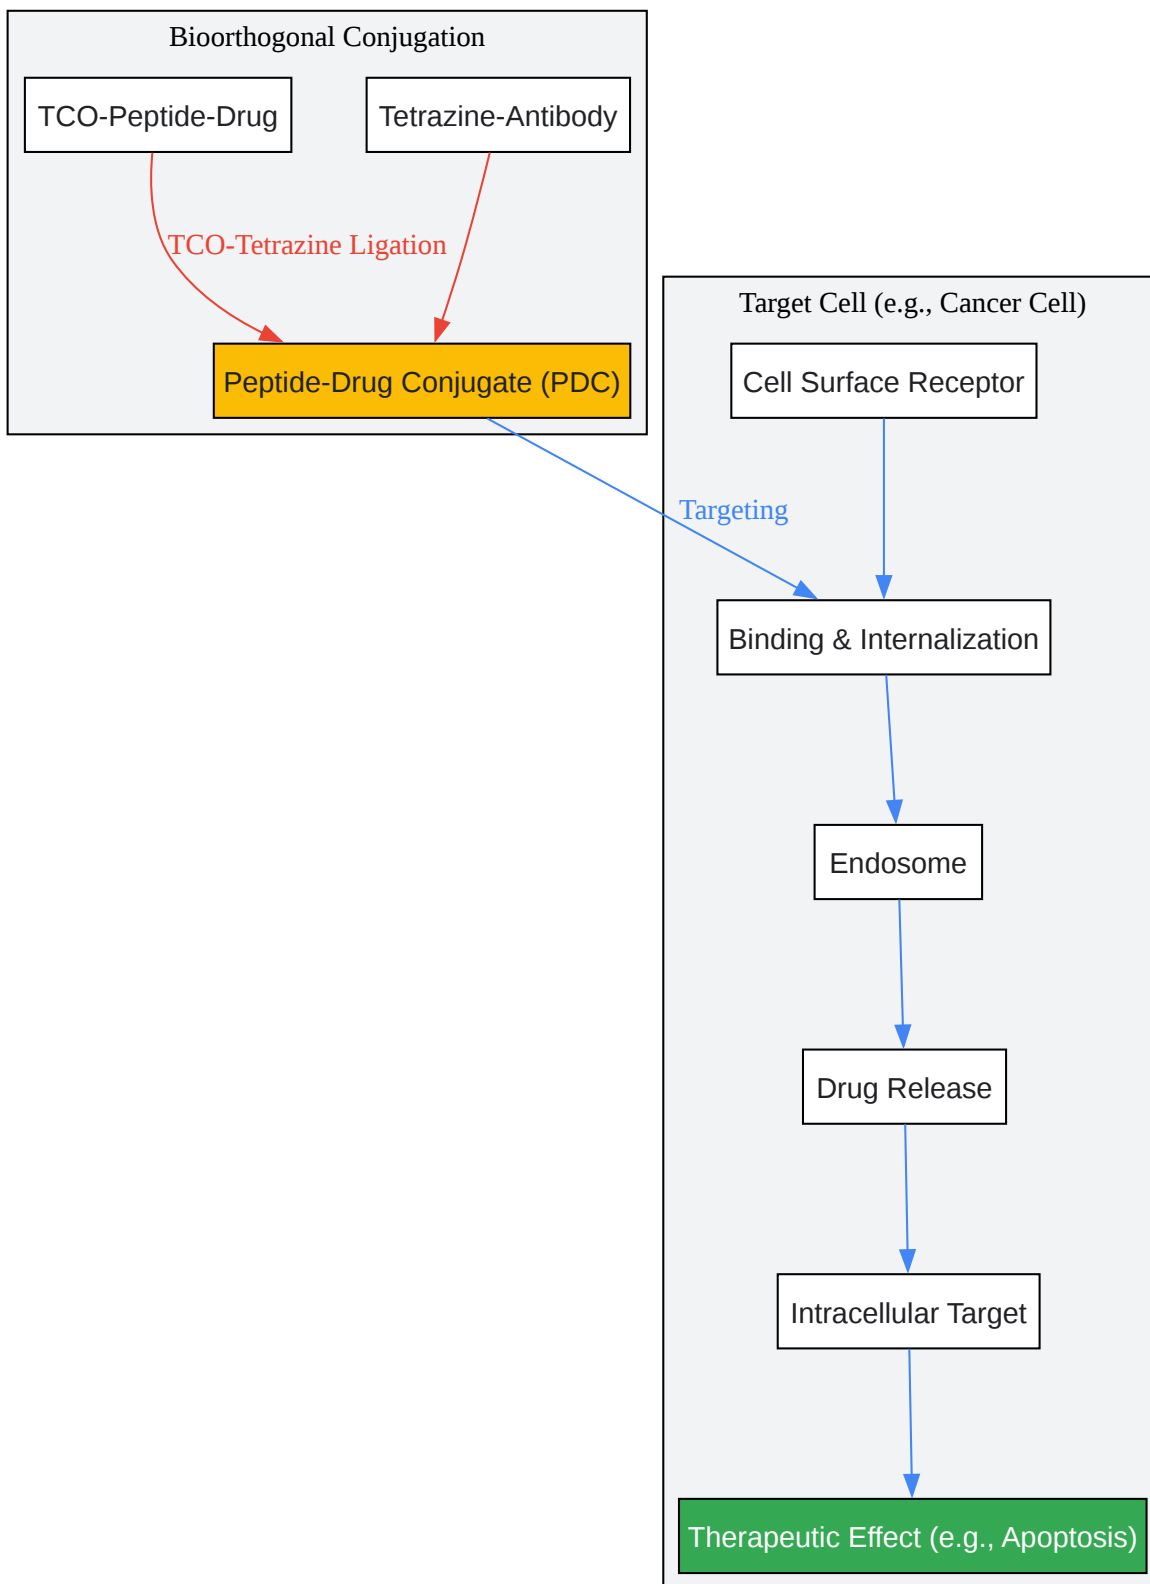 Bioorthogonal Conjugation
TCO-Peptide-Drug
Tetrazine-Antibody
TCO-Tetrazine Ligation
Peptide-Drug Conjugate (PDC)
Target Cell (e.g., Cancer Cell)
Cell Surface Receptor
Targeting
Binding & Internalization
Endosome
Drug Release
Intracellular Target
Therapeutic Effect (e.g., Apoptosis)